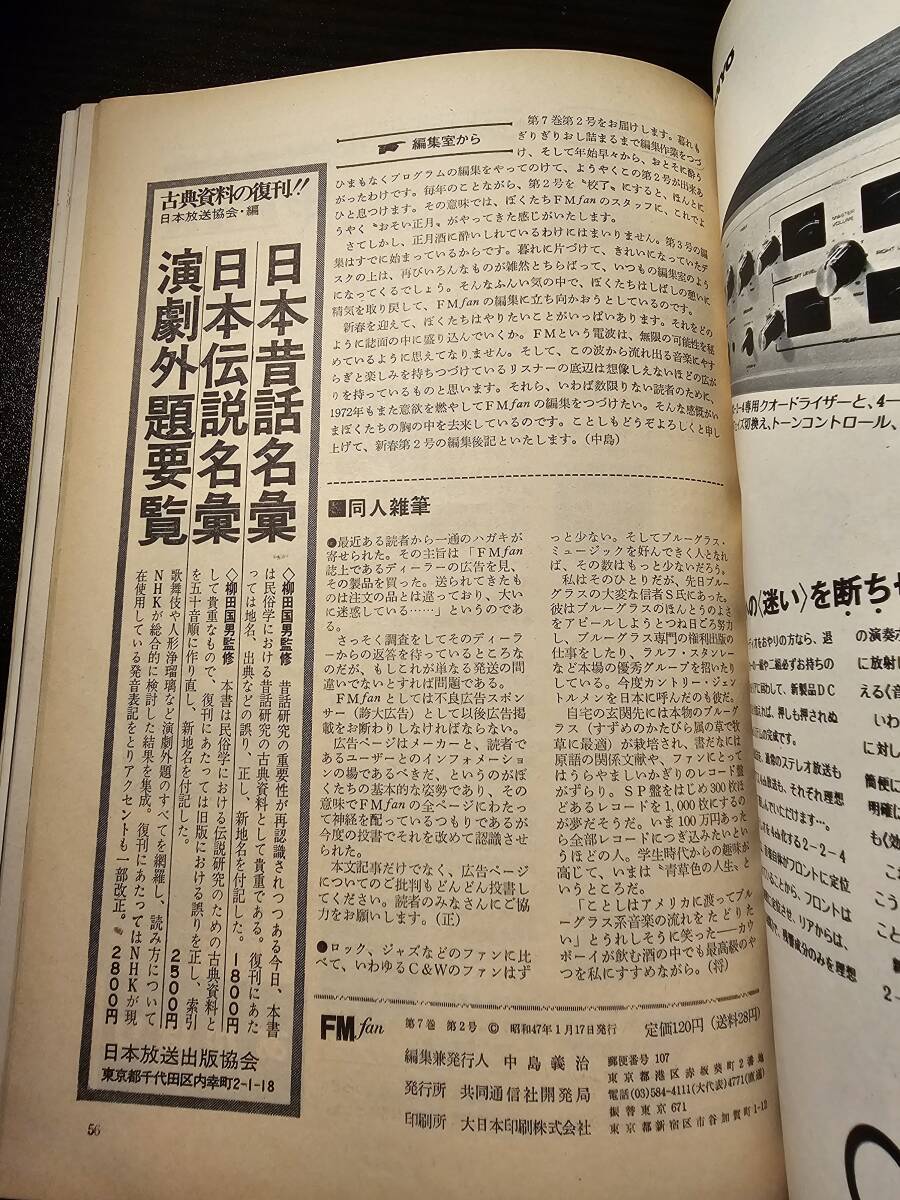 編集室から
第7巻第2号をお届けします。暮れも
ぎりぎりおし詰まるまで編集作業をつづ
け、そして年始早々から、おとそに酔う
ひまもなくプログラムの編集をやってのけて、ようやくこの第2号が出来あ
がったわけです。毎年のことながら、第2号を〝校了〟にすると、ほんとに
ひと息つけます。その意味では、ぼくたちFMfanのスタッフに、これでよ
うやく〝おそい正月〟がやってきた感じがいたします。
さてしかし、正月酒に酔いしれているわけにはまいりません。第3号の編
集はすでに始まっているからです。暮れに片づけて、きれいになっていたデ
スクの上は、再びいろんなものが雑然とちらばって、いつもの編集室のよう
になってくるでしょう。そんなふんい気の中で、ぼくたちはしばしの憩いに
精気を取り戻して、FMfanの編集に立ち向かおうとしているのです。
新春を迎えて、ぼくたちはやりたいことがいっぱいあります。それをどの
ように誌面の中に盛り込んでいくか。FMという電波は、無限の可能性を秘
めているように思えてなりません。そして、この波から流れ出る音楽にやす
らぎと楽しみを持ちつづけているリスナーの底辺は想像しえないほどの広が
りを持っているものと思います。それら、いわば数限りない読者のために、
1972年もまた意欲を燃やしてFMfanの編集をつづけたい。そんな感慨がい
まぼくたちの胸の中を去来しているのです。ことしもどうぞよろしくと申し
上げて、新春第2号の編集後記といたします。(中島)
古典資料の復刊!!
日本放送協会・編
日本昔話名彙
◇柳田国男監修 昔話研究の重要性が再認識されつつある今日、本書
は民俗学における昔話研究の古典資料として貴重である。復刊にあた
っては地名、出典などの誤り、正し、新地名を付記した。 1800円
日本伝説名彙
◇柳田国男監修 本書は民俗学における伝説研究のための古典資料と
して貴重なもので、復刊にあたっては旧版における誤りを正し、索引
を五十音順に作り直し、新地名を付記した。 2500円
演劇外題要覧
歌舞伎や人形浄瑠璃など演劇外題のすべてを網羅し、読み方について
NHKが総合的に検討した結果を集成。復刊にあたってはNHKが現
在使用している発音表記をとりアクセントも一部改正。 2800円
日本放送出版協会
東京都千代田区内幸町2-1-18
■同人雑筆
●最近ある読者から一通のハガキが
寄せられた。その主旨は「FMfan
誌上であるディーラーの広告を見、
その製品を買った。送られてきたも
のは注文の品とは違っており、大い
に迷惑している……」というのであ
る。
さっそく調査をしてそのディーラ
ーからの返答を待っているところな
のだが、もしこれが単なる発送の間
違いでないとすれば問題である。
FMfanとしては不良広告スポン
サー(誇大広告)として以後広告掲
載をお断わりしなければならない。
広告ページはメーカーと、読者で
あるユーザーとのインフォメーショ
ンの場であるべきだ、というのがぼ
くたちの基本的な姿勢であり、その
意味でFMfanの全ページにわたっ
て神経を配っているつもりであるが
今度の投書でそれを改めて認識させ
られた。
本文記事だけでなく、広告ページ
についてのご批判もどんどん投書し
てください。読者のみなさんにご協
力をお願いします。(正)
●ロック、ジャズなどのファンに比
べて、いわゆるC&Wのファンはず
っと少ない。そしてブルーグラス・
ミュージックを好んできく人となれ
ば、その数はもっと少ないだろう。
私はそのひとりだが、先日ブルー
グラスの大変な信者S氏にあった。
彼はブルーグラスのほんとうのよさ
をアピールしようとつねひごろ努力
し、ブルーグラス専門の権利出版の
仕事をしたり、ラルフ・スタンレー
など本場の優秀グループを招いたり
している。今度カントリー・ジェン
トルメンを日本に呼んだのも彼だ。
自宅の玄関先には本物のブルーグ
ラス(すずめのかたびら属の草で牧
草に最適)が栽培され、書だなには
原語の関係文献や、ファンにとって
はうらやましいかぎりのレコード盤
がずらり。SP盤をはじめ300枚ほ
どあるレコードを1,000枚にするの
が夢だそうだ。いま100万円あった
ら全部レコードにつぎ込みたいとい
うほどの人。学生時代からの趣味が
高じて、いまは〝青草色の人生〟と
いうところだ。
「ことしはアメリカに渡ってブルー
グラス系音楽の流れをたどりた
い」とうれしそうに笑った――カウ
ボーイが飲む酒の中でも最高級のや
つを私にすすめながら。(将)
FM fan 第7巻 第2号 © 昭和47年1月17日発行 定価120円(送料28円)
編集兼発行人 中島義治
発行所 共同通信社開発局
印刷所 大日本印刷株式会社
郵便番号 107
東京都港区赤坂葵町2番地
電話(03)584-4111(大代表)4771(直通)
振替東京 671
東京都新宿区市谷加賀町1-12
56
専用クオードライザーと、4-
イズ切換え、トーンコントロール、
の〈迷い〉を断ちせ